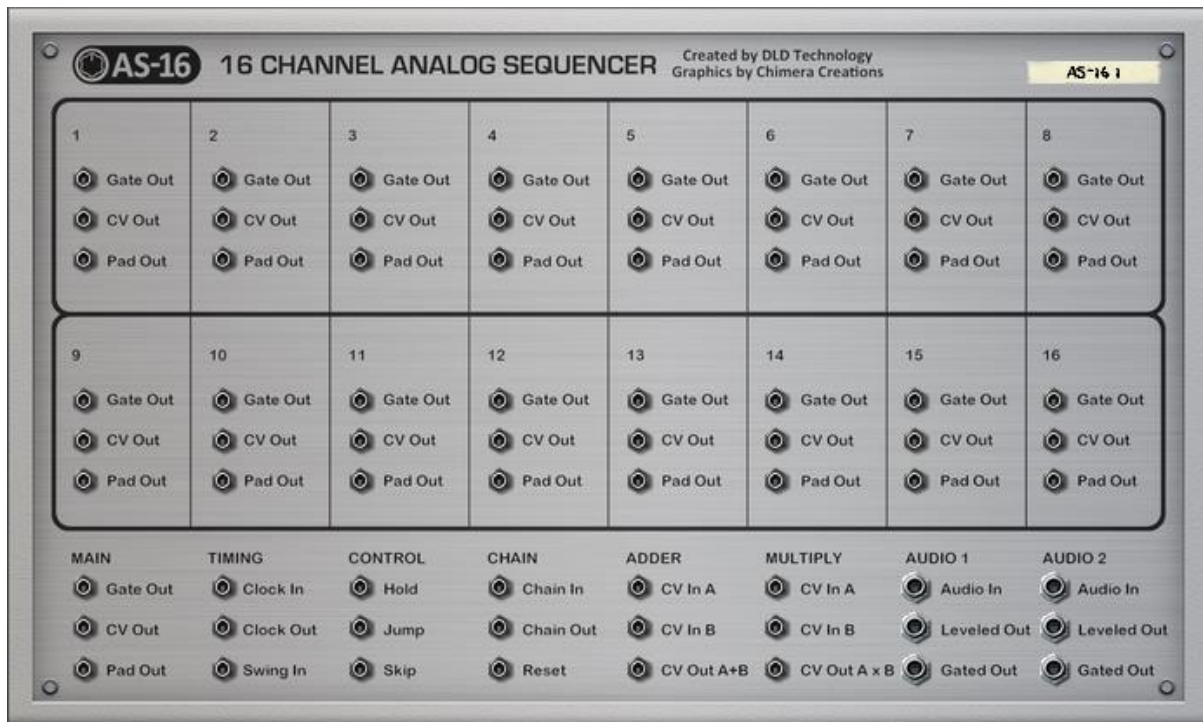 AS-16 16 CHANNEL ANALOG SEQUENCER Created by DLD Technology
Graphics by Chimera Creations
AS-16 1
1 2 3 4 5 6 7 8
Gate Out Gate Out Gate Out Gate Out Gate Out Gate Out Gate Out Gate Out
CV Out CV Out CV Out CV Out CV Out CV Out CV Out CV Out
Pad Out Pad Out Pad Out Pad Out Pad Out Pad Out Pad Out Pad Out
9 10 11 12 13 14 15 16
Gate Out Gate Out Gate Out Gate Out Gate Out Gate Out Gate Out Gate Out
CV Out CV Out CV Out CV Out CV Out CV Out CV Out CV Out
Pad Out Pad Out Pad Out Pad Out Pad Out Pad Out Pad Out Pad Out
MAIN TIMING CONTROL CHAIN ADDER MULTIPLY AUDIO 1 AUDIO 2
Gate Out Clock In Hold Chain In CV In A CV In A Audio In Audio In
CV Out Clock Out Jump Chain Out CV In B CV In B Leveled Out Leveled Out
Pad Out Swing In Skip Reset CV Out A+B CV Out A x B Gated Out Gated Out